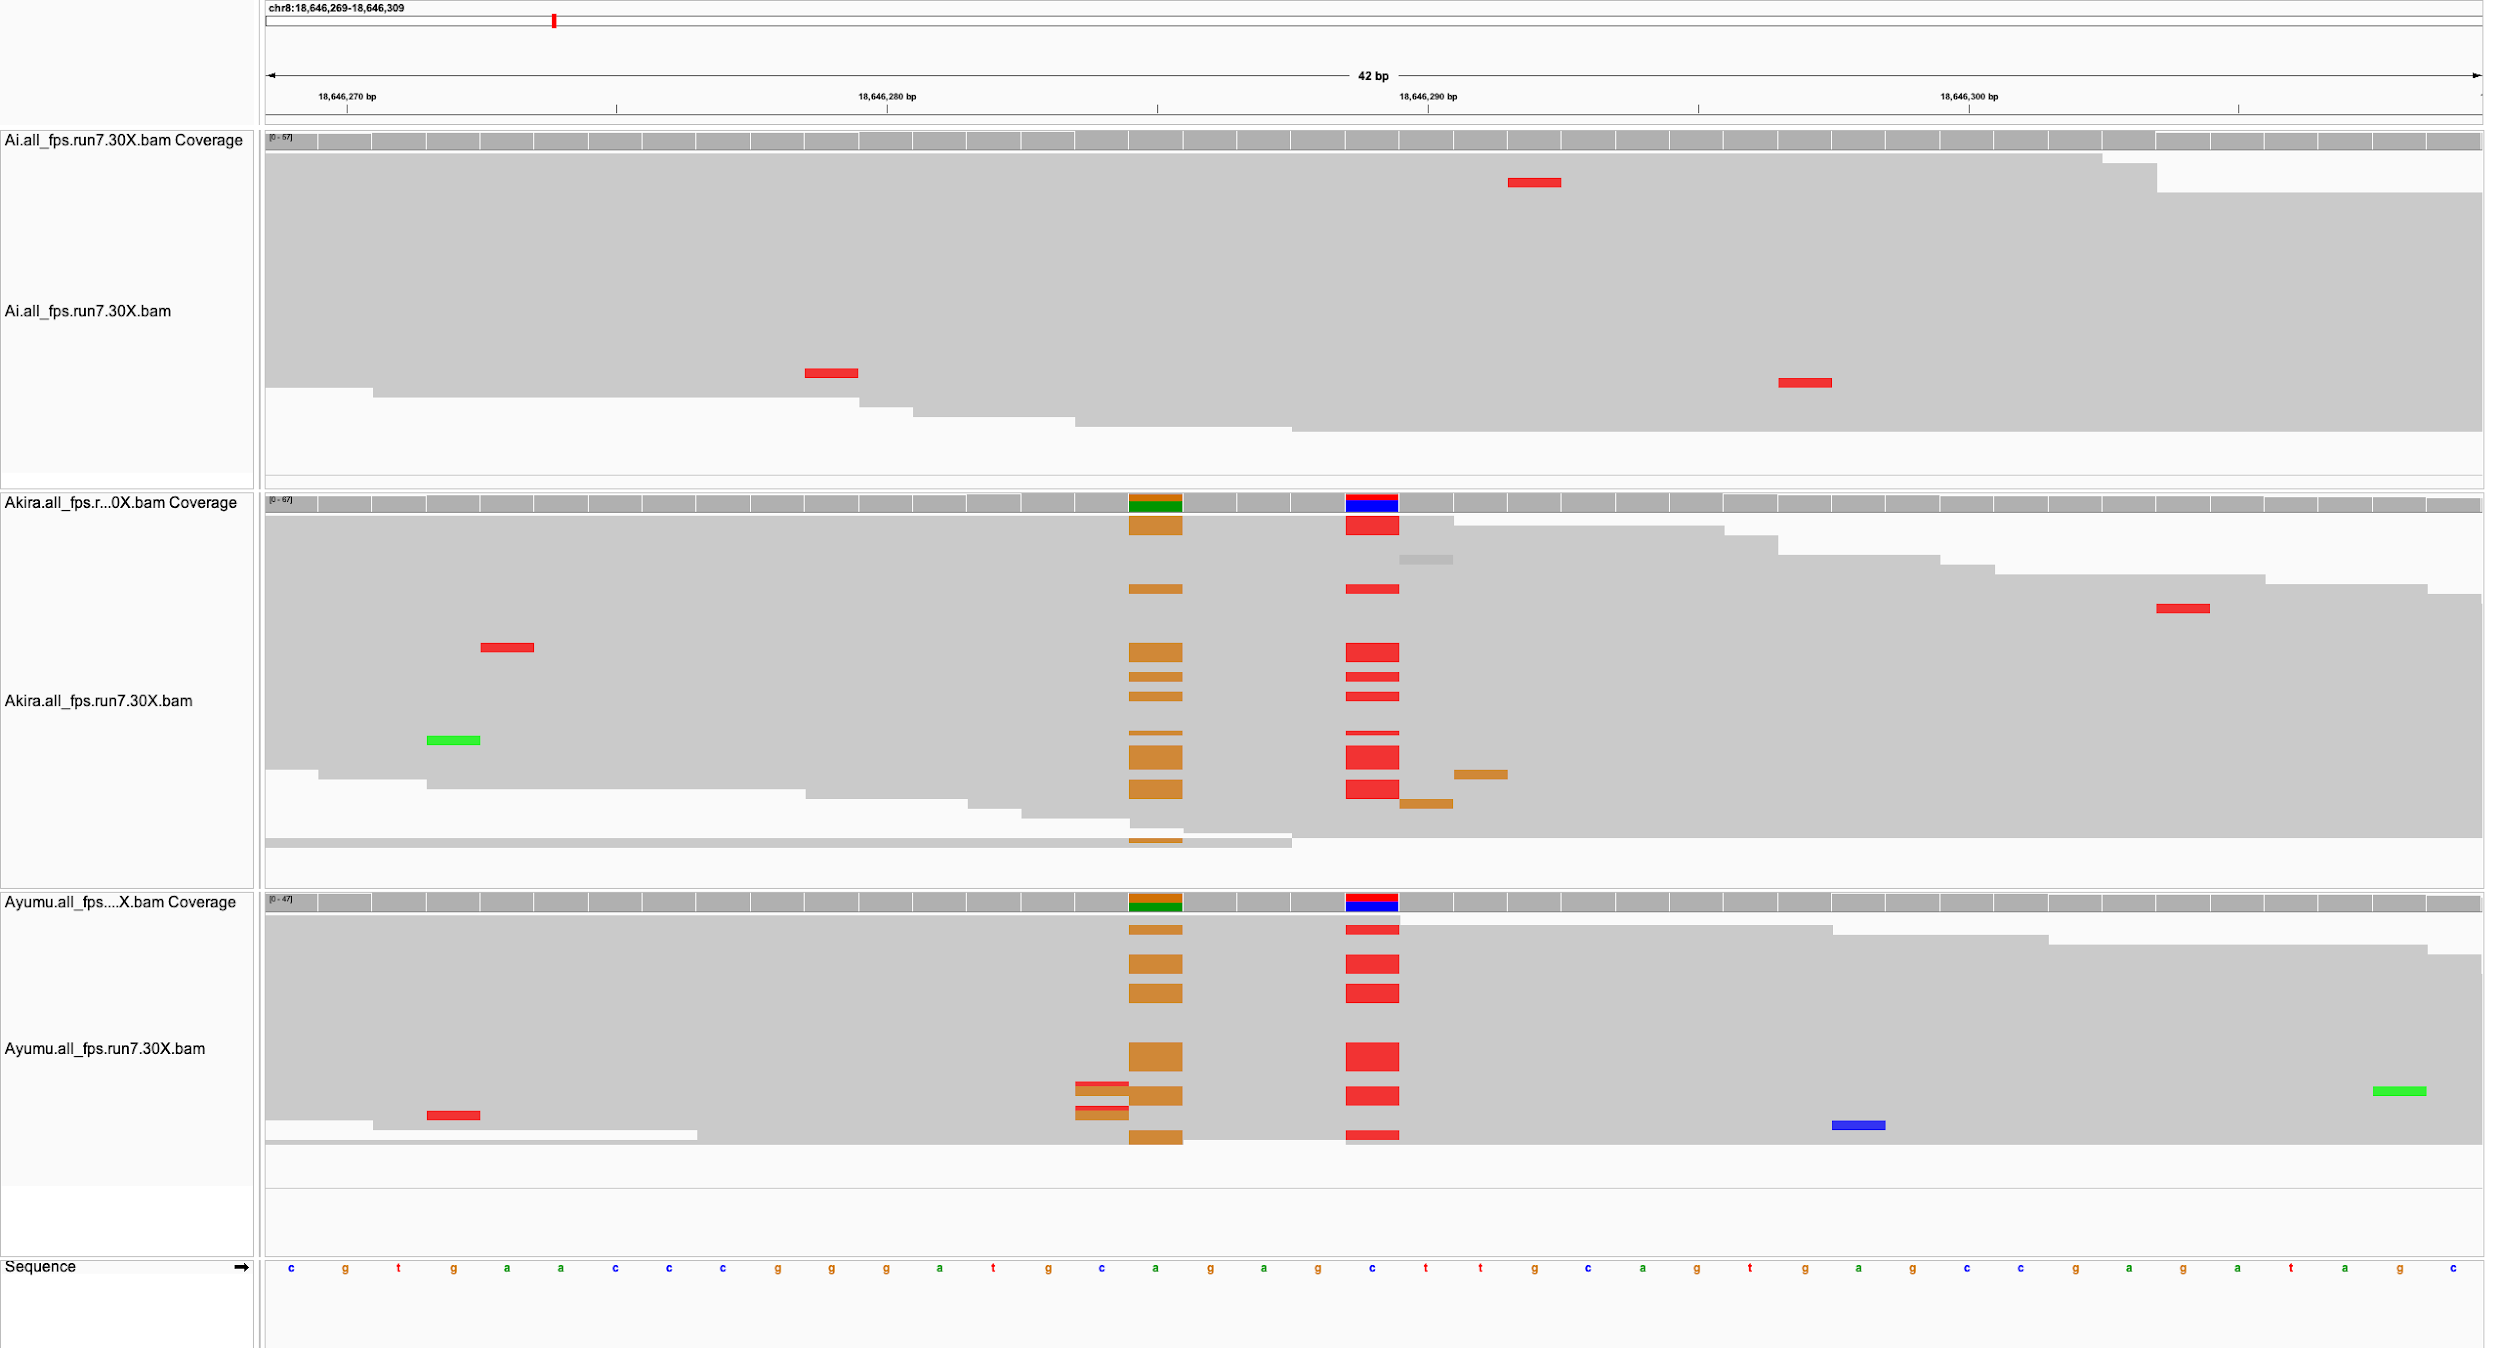 chr8:18,646,269-18,646,309
42 bp
18,646,270 bp 18,646,280 bp 18,646,290 bp 18,646,300 bp
Ai.all_fps.run7.30X.bam Coverage
[0 - 57]
Ai.all_fps.run7.30X.bam
Akira.all_fps.r...0X.bam Coverage
[0 - 67]
Akira.all_fps.run7.30X.bam
Ayumu.all_fps....X.bam Coverage
[0 - 47]
Ayumu.all_fps.run7.30X.bam
Sequence c g t g a a c c c g g g a t g c a g a g c t t g c a g t g a g c c g a g a t a g c